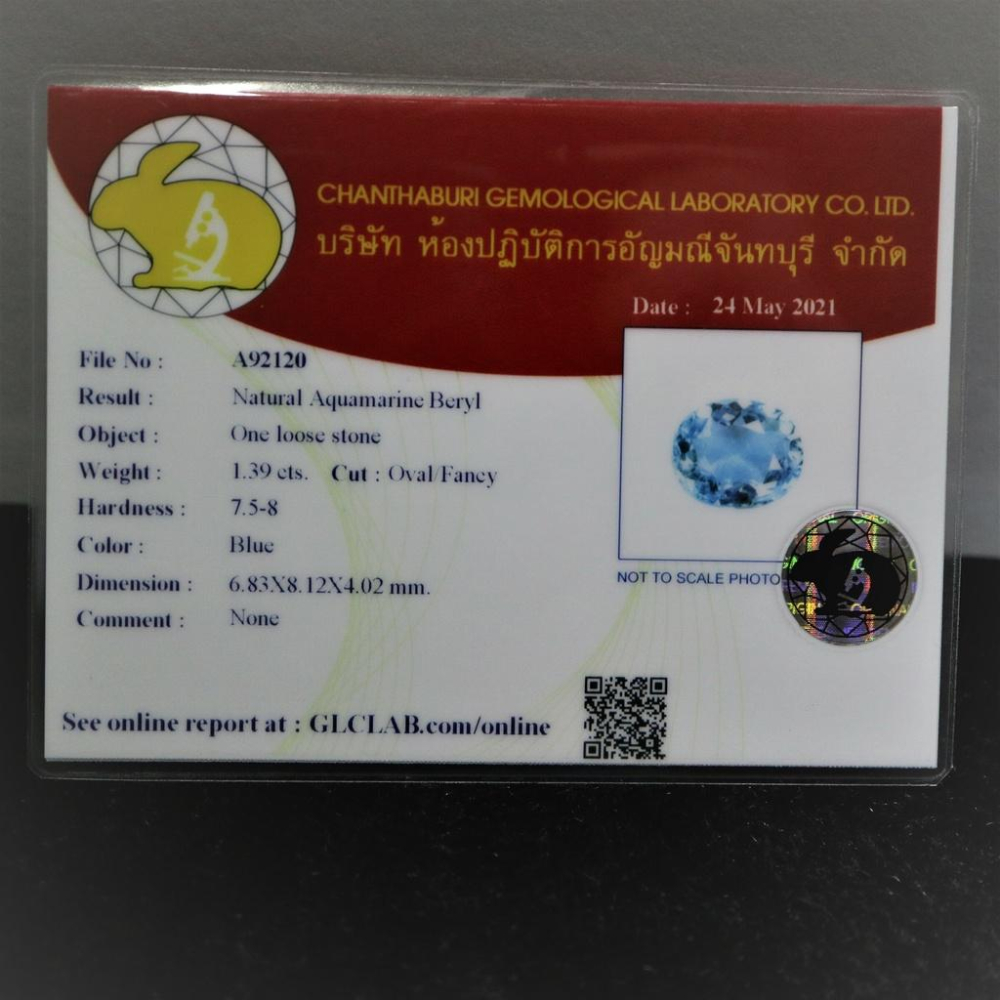 CHANTHABURI GEMOLOGICAL LABORATORY CO. LTD.
บริษัท ห้องปฏิบัติการอัญมณีจันทบุรี จำกัด
Date : 24 May 2021
File No : A92120
Result : Natural Aquamarine Beryl
Object : One loose stone
Weight : 1.39 cts. Cut : Oval/Fancy
Hardness : 7.5-8
Color : Blue
Dimension : 6.83X8.12X4.02 mm.
Comment : None
NOT TO SCALE PHOTO
See online report at : GLCLAB.com/online